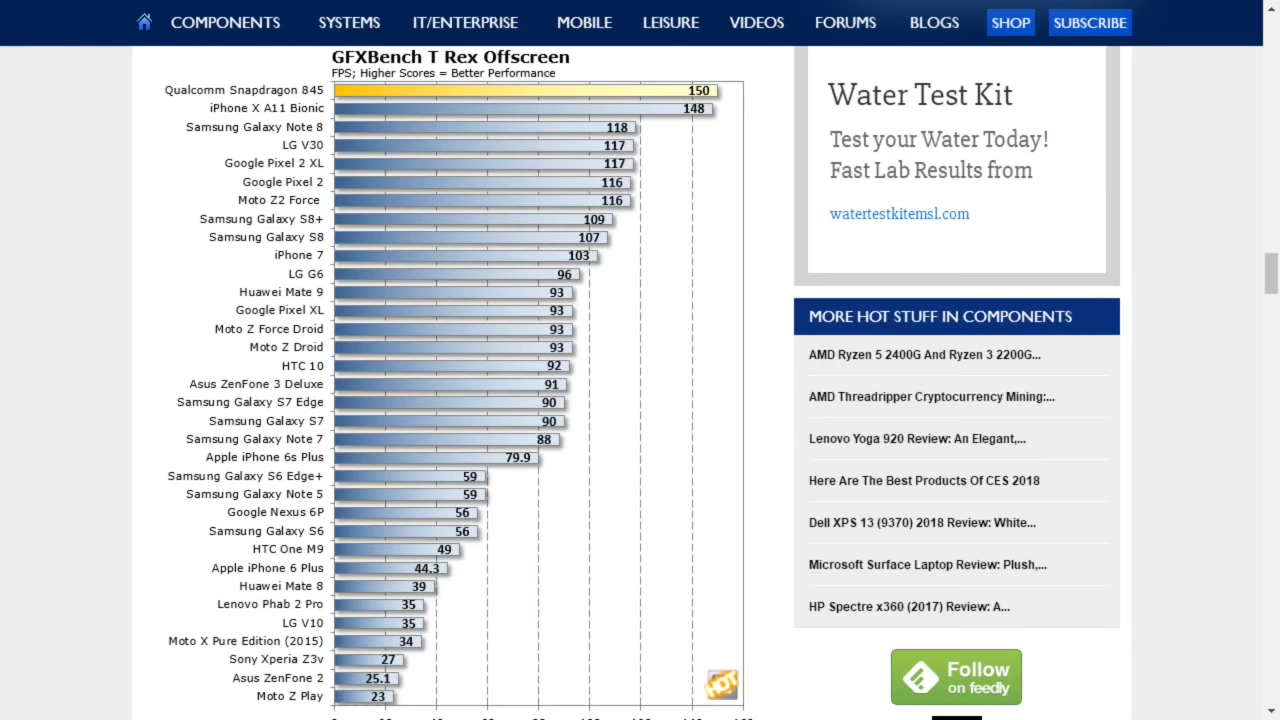 COMPONENTS SYSTEMS IT/ENTERPRISE MOBILE LEISURE VIDEOS FORUMS BLOGS SHOP SUBSCRIBE
GFXBench T Rex Offscreen
FPS; Higher Scores = Better Performance
Qualcomm Snapdragon 845 150
iPhone X A11 Bionic 148
Samsung Galaxy Note 8 118
LG V30 117
Google Pixel 2 XL 117
Google Pixel 2 116
Moto Z2 Force 116
Samsung Galaxy S8+ 109
Samsung Galaxy S8 107
iPhone 7 103
LG G6 96
Huawei Mate 9 93
Google Pixel XL 93
Moto Z Force Droid 93
Moto Z Droid 93
HTC 10 92
Asus ZenFone 3 Deluxe 91
Samsung Galaxy S7 Edge 90
Samsung Galaxy S7 90
Samsung Galaxy Note 7 88
Apple iPhone 6s Plus 79.9
Samsung Galaxy S6 Edge+ 59
Samsung Galaxy Note 5 59
Google Nexus 6P 56
Samsung Galaxy S6 56
HTC One M9 49
Apple iPhone 6 Plus 44.3
Huawei Mate 8 39
Lenovo Phab 2 Pro 35
LG V10 35
Moto X Pure Edition (2015) 34
Sony Xperia Z3v 27
Asus ZenFone 2 25.1
Moto Z Play 23
HOT
Water Test Kit
Test your Water Today!
Fast Lab Results from
watertestkitemsl.com
MORE HOT STUFF IN COMPONENTS
AMD Ryzen 5 2400G And Ryzen 3 2200G...
AMD Threadripper Cryptocurrency Mining:...
Lenovo Yoga 920 Review: An Elegant,...
Here Are The Best Products Of CES 2018
Dell XPS 13 (9370) 2018 Review: White...
Microsoft Surface Laptop Review: Plush,...
HP Spectre x360 (2017) Review: A...
Follow
on feedly